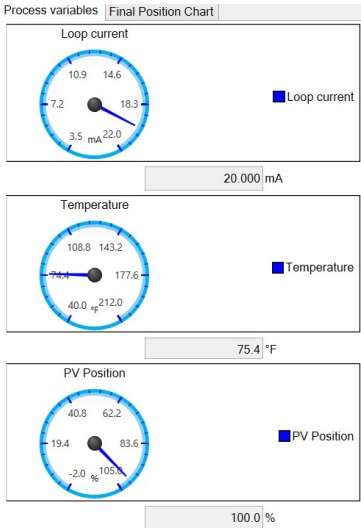 Process variables Final Position Chart
Loop current
10.9 14.6
7.2 18.3
3.5 mA 22.0
Loop current
20.000 mA
Temperature
108.8 143.2
74.4 177.6
40.0 °F 212.0
Temperature
75.4 °F
PV Position
40.8 62.2
19.4 83.6
-2.0 % 105.0
PV Position
100.0 %